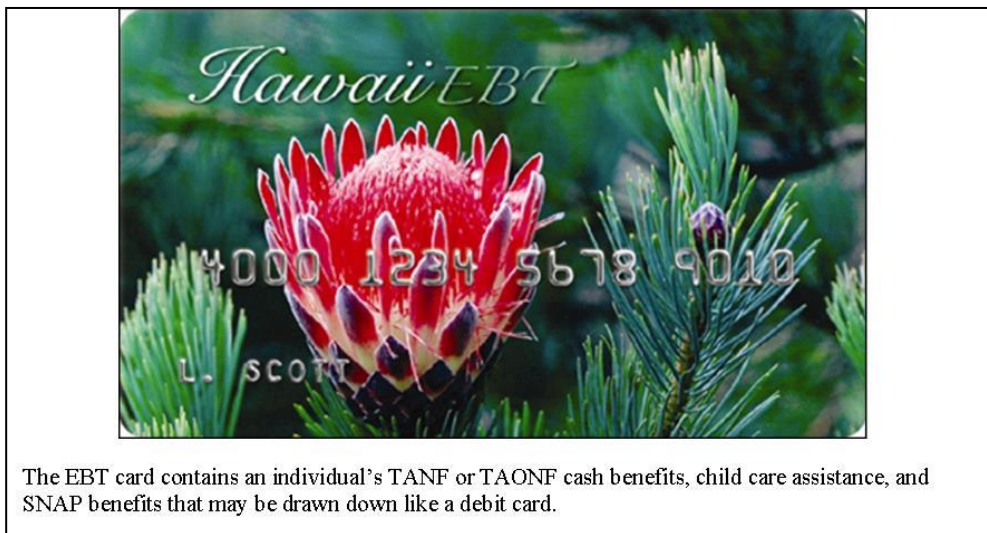 Hawaii EBT
4000 1234 5678 9010
L. SCOTT
The EBT card contains an individual's TANF or TAONF cash benefits, child care assistance, and
SNAP benefits that may be drawn down like a debit card.